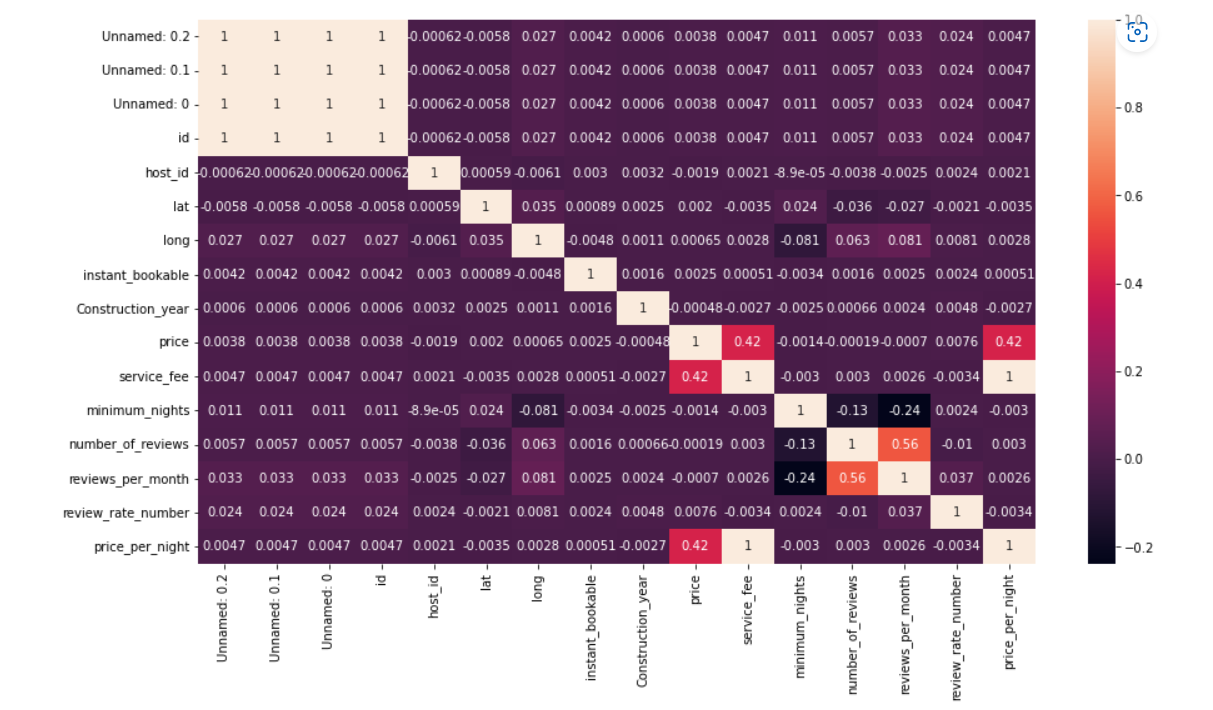 Unnamed: 0.2 1 1 1 1 -0.00062 -0.0058 0.027 0.0042 0.0006 0.0038 0.0047 0.011 0.0057 0.033 0.024 0.0047
Unnamed: 0.1 1 1 1 1 -0.00062 -0.0058 0.027 0.0042 0.0006 0.0038 0.0047 0.011 0.0057 0.033 0.024 0.0047
Unnamed: 0 1 1 1 1 -0.00062 -0.0058 0.027 0.0042 0.0006 0.0038 0.0047 0.011 0.0057 0.033 0.024 0.0047
id 1 1 1 1 -0.00062 -0.0058 0.027 0.0042 0.0006 0.0038 0.0047 0.011 0.0057 0.033 0.024 0.0047
host_id -0.00062 -0.00062 -0.00062 -0.00062 1 0.00059 -0.0061 0.003 0.0032 -0.0019 0.0021 -8.9e-05 -0.0038 -0.0025 0.0024 0.0021
lat -0.0058 -0.0058 -0.0058 -0.0058 0.00059 1 0.035 0.00089 0.0025 0.002 -0.0035 0.024 -0.036 -0.027 -0.0021 -0.0035
long 0.027 0.027 0.027 0.027 -0.0061 0.035 1 -0.0048 0.0011 0.00065 0.0028 -0.081 0.063 0.081 0.0081 0.0028
instant_bookable 0.0042 0.0042 0.0042 0.0042 0.003 0.00089 -0.0048 1 0.0016 0.0025 0.00051 -0.0034 0.0016 0.0025 0.0024 0.00051
Construction_year 0.0006 0.0006 0.0006 0.0006 0.0032 0.0025 0.0011 0.0016 1 -0.00048 -0.0027 -0.0025 0.00066 0.0024 0.0048 -0.0027
price 0.0038 0.0038 0.0038 0.0038 -0.0019 0.002 0.00065 0.0025 -0.00048 1 0.42 -0.0014 -0.00019 -0.0007 0.0076 0.42
service_fee 0.0047 0.0047 0.0047 0.0047 0.0021 -0.0035 0.0028 0.00051 -0.0027 0.42 1 -0.003 0.003 0.0026 -0.0034 1
minimum_nights 0.011 0.011 0.011 0.011 -8.9e-05 0.024 -0.081 -0.0034 -0.0025 -0.0014 -0.003 1 -0.13 -0.24 0.0024 -0.003
number_of_reviews 0.0057 0.0057 0.0057 0.0057 -0.0038 -0.036 0.063 0.0016 0.00066 -0.00019 0.003 -0.13 1 0.56 -0.01 0.003
reviews_per_month 0.033 0.033 0.033 0.033 -0.0025 -0.027 0.081 0.0025 0.0024 -0.0007 0.0026 -0.24 0.56 1 0.037 0.0026
review_rate_number 0.024 0.024 0.024 0.024 0.0024 -0.0021 0.0081 0.0024 0.0048 0.0076 -0.0034 0.0024 -0.01 0.037 1 -0.0034
price_per_night 0.0047 0.0047 0.0047 0.0047 0.0021 -0.0035 0.0028 0.00051 -0.0027 0.42 1 -0.003 0.003 0.0026 -0.0034 1
Unnamed: 0.2
Unnamed: 0.1
Unnamed: 0
id
host_id
lat
long
instant_bookable
Construction_year
price
service_fee
minimum_nights
number_of_reviews
reviews_per_month
review_rate_number
price_per_night
1.0
0.8
0.6
0.4
0.2
0.0
−0.2